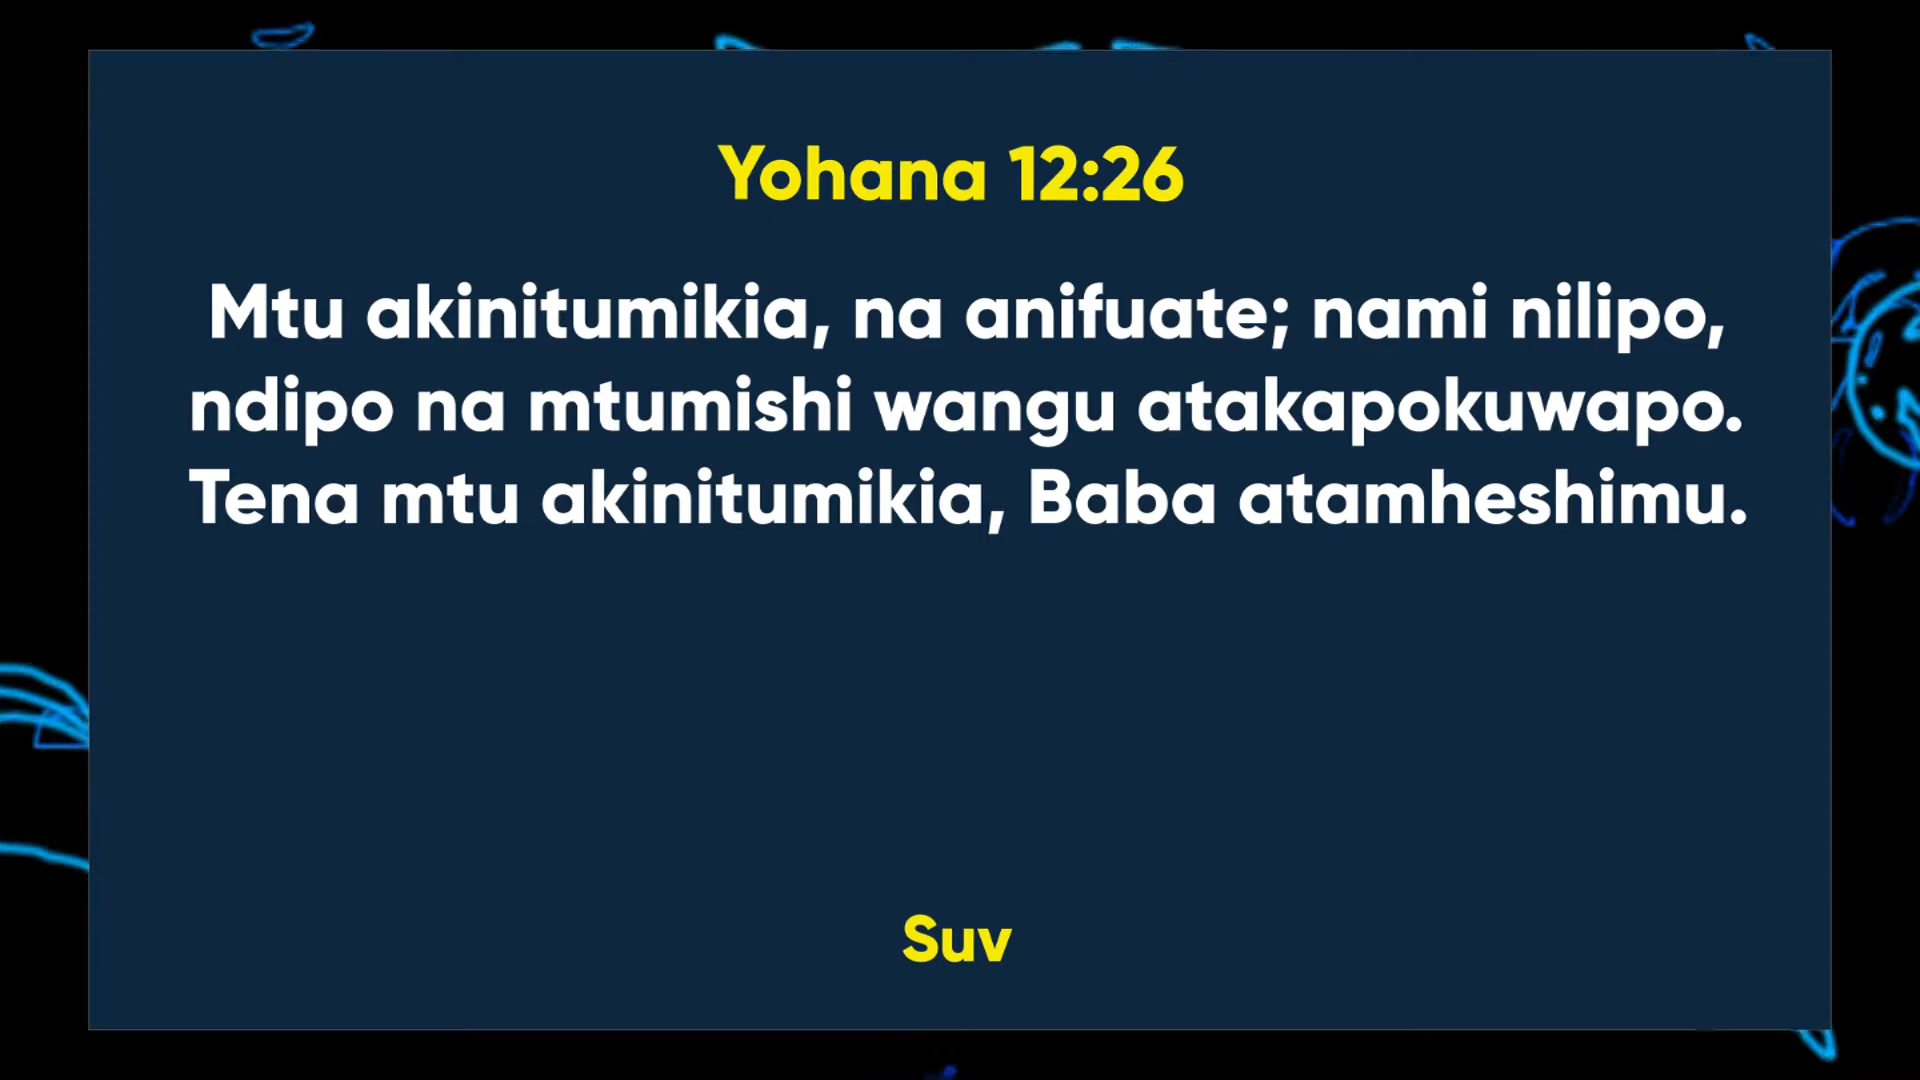 Yohana 12:26
Mtu akinitumikia, na anifuate; nami nilipo,
ndipo na mtumishi wangu atakapokuwapo.
Tena mtu akinitumikia, Baba atamheshimu.
Suv